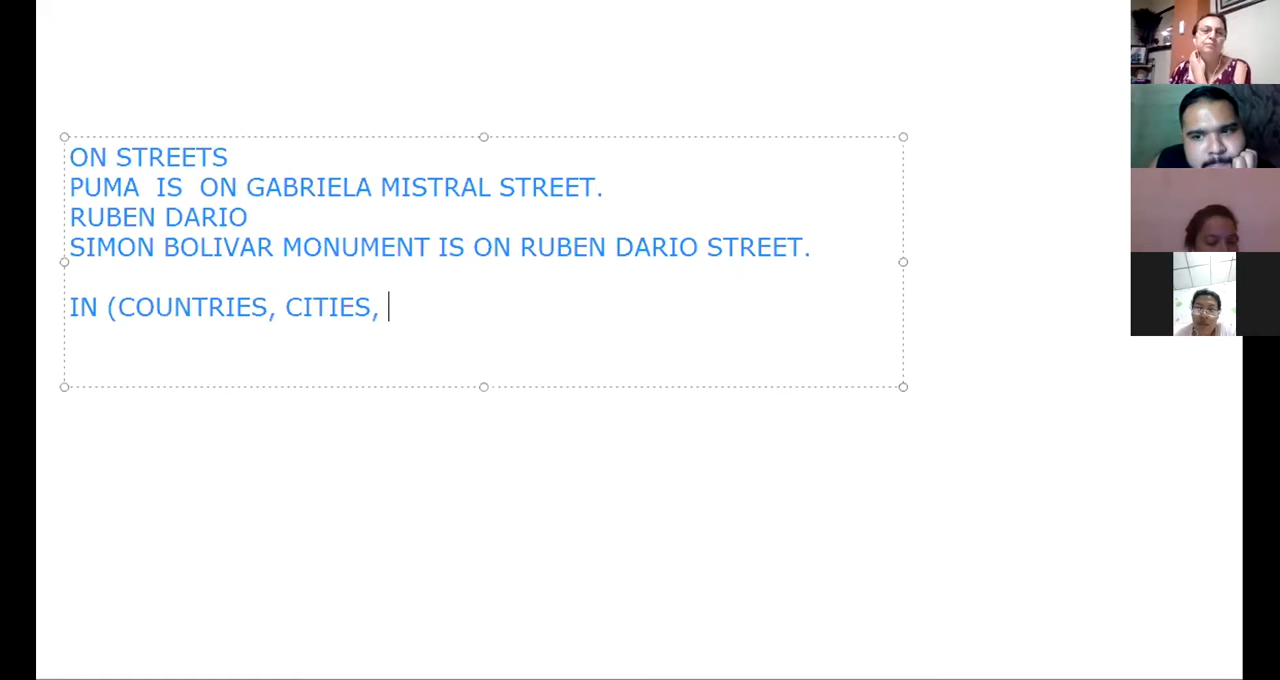 ON STREETS
PUMA  IS  ON GABRIELA MISTRAL STREET.
RUBEN DARIO
SIMON BOLIVAR MONUMENT IS ON RUBEN DARIO STREET.
IN (COUNTRIES, CITIES,